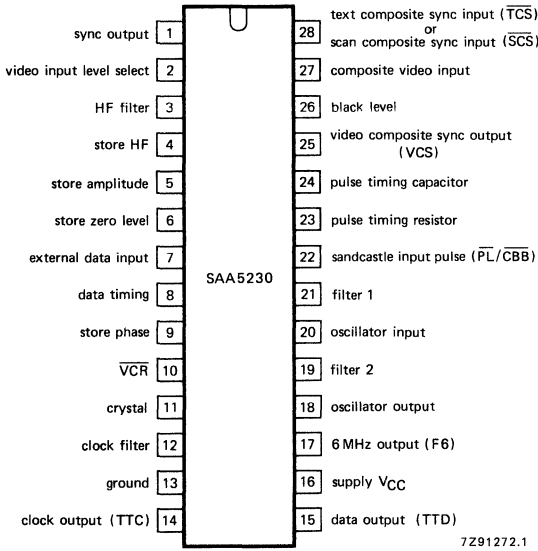 sync output 1
video input level select 2
HF filter 3
store HF 4
store amplitude 5
store zero level 6
external data input 7
data timing 8
store phase 9
V̅C̅R̅ 10
crystal 11
clock filter 12
ground 13
clock output (TTC) 14
SAA5230
28 text composite sync input (T̅C̅S̅)
or
scan composite sync input (S̅C̅S̅)
27 composite video input
26 black level
25 video composite sync output
(VCS)
24 pulse timing capacitor
23 pulse timing resistor
22 sandcastle input pulse (P̅L̅/C̅B̅B̅)
21 filter 1
20 oscillator input
19 filter 2
18 oscillator output
17 6 MHz output (F6)
16 supply VCC
15 data output (TTD)
7Z91272.1